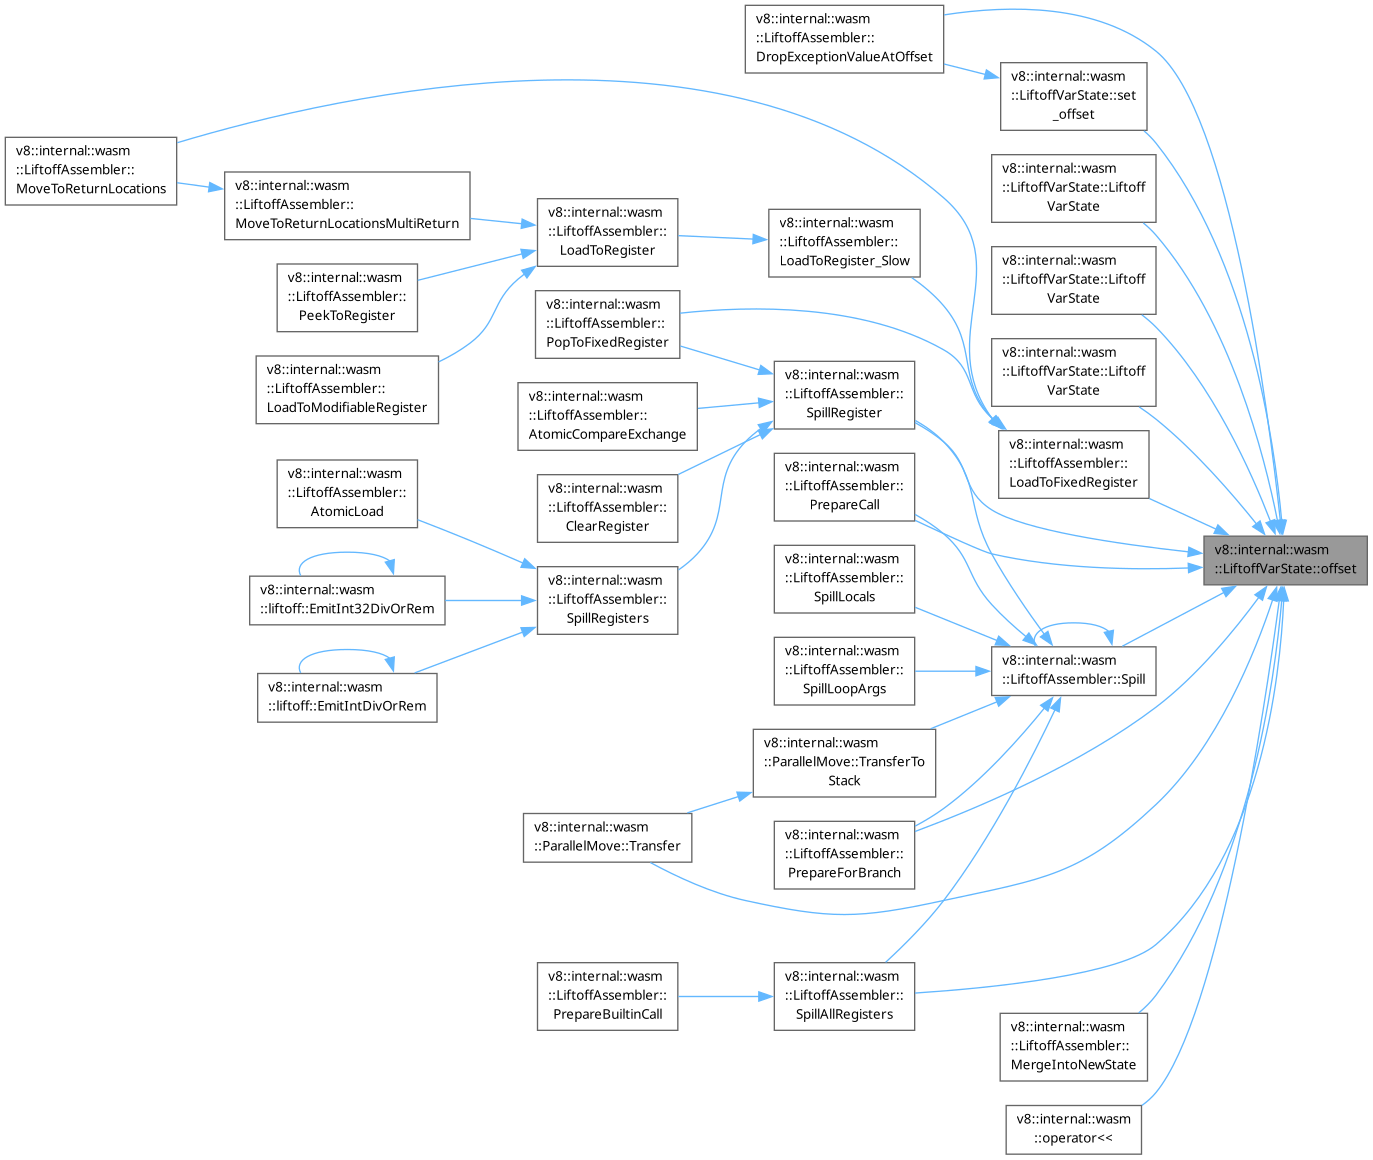 v8::internal::wasm
::LiftoffAssembler::
DropExceptionValueAtOffset
v8::internal::wasm
::LiftoffVarState::set
_offset
v8::internal::wasm
::LiftoffAssembler::
MoveToReturnLocations
v8::internal::wasm
::LiftoffAssembler::
MoveToReturnLocationsMultiReturn
v8::internal::wasm
::LiftoffAssembler::
LoadToRegister
v8::internal::wasm
::LiftoffAssembler::
LoadToRegister_Slow
v8::internal::wasm
::LiftoffVarState::Liftoff
VarState
v8::internal::wasm
::LiftoffVarState::Liftoff
VarState
v8::internal::wasm
::LiftoffVarState::Liftoff
VarState
v8::internal::wasm
::LiftoffAssembler::
PeekToRegister
v8::internal::wasm
::LiftoffAssembler::
PopToFixedRegister
v8::internal::wasm
::LiftoffAssembler::
LoadToModifiableRegister
v8::internal::wasm
::LiftoffAssembler::
SpillRegister
v8::internal::wasm
::LiftoffAssembler::
AtomicCompareExchange
v8::internal::wasm
::LiftoffAssembler::
LoadToFixedRegister
v8::internal::wasm
::LiftoffAssembler::
AtomicLoad
v8::internal::wasm
::LiftoffAssembler::
ClearRegister
v8::internal::wasm
::LiftoffAssembler::
PrepareCall
v8::internal::wasm
::LiftoffVarState::offset
v8::internal::wasm
::liftoff::EmitInt32DivOrRem
v8::internal::wasm
::LiftoffAssembler::
SpillRegisters
v8::internal::wasm
::LiftoffAssembler::
SpillLocals
v8::internal::wasm
::liftoff::EmitIntDivOrRem
v8::internal::wasm
::LiftoffAssembler::
SpillLoopArgs
v8::internal::wasm
::LiftoffAssembler::Spill
v8::internal::wasm
::ParallelMove::TransferTo
Stack
v8::internal::wasm
::ParallelMove::Transfer
v8::internal::wasm
::LiftoffAssembler::
PrepareForBranch
v8::internal::wasm
::LiftoffAssembler::
PrepareBuiltinCall
v8::internal::wasm
::LiftoffAssembler::
SpillAllRegisters
v8::internal::wasm
::LiftoffAssembler::
MergeIntoNewState
v8::internal::wasm
::operator<<